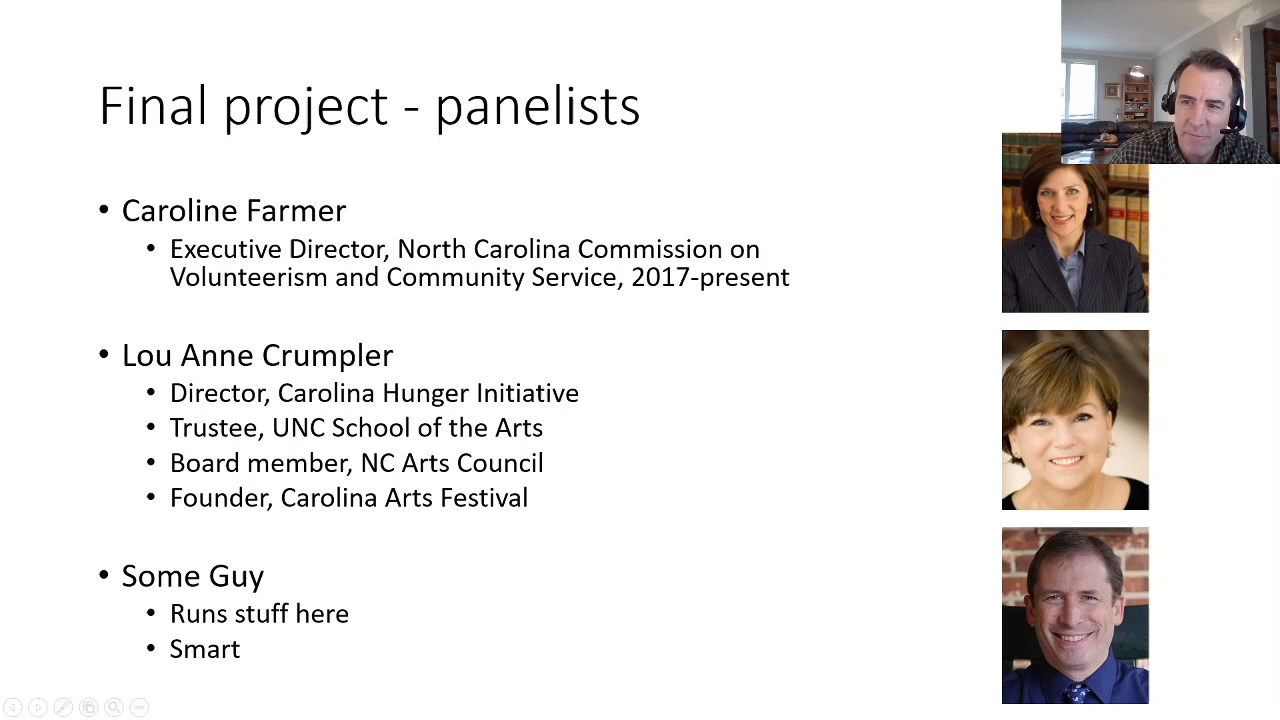 Final project - panelists
• Caroline Farmer
• Executive Director, North Carolina Commission on
Volunteerism and Community Service, 2017-present
• Lou Anne Crumpler
• Director, Carolina Hunger Initiative
• Trustee, UNC School of the Arts
• Board member, NC Arts Council
• Founder, Carolina Arts Festival
• Some Guy
• Runs stuff here
• Smart